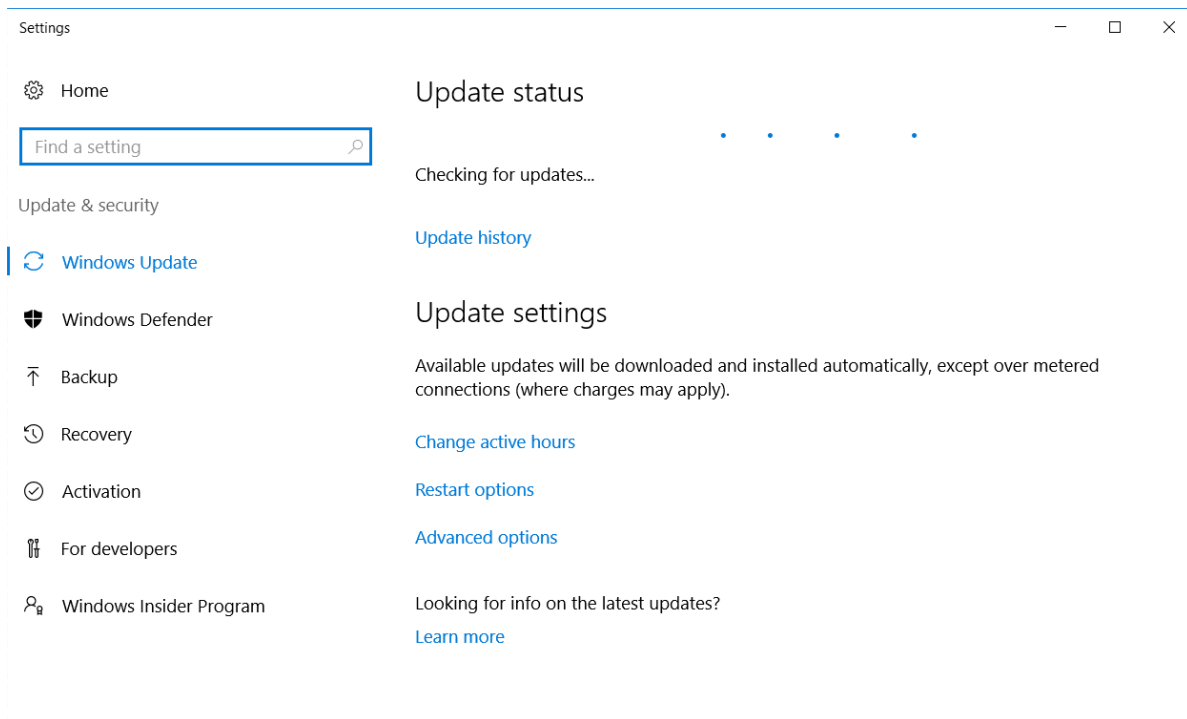 Settings
Home
Find a setting
Update & security
Windows Update
Windows Defender
Backup
Recovery
Activation
For developers
Windows Insider Program
Update status
Checking for updates...
Update history
Update settings
Available updates will be downloaded and installed automatically, except over metered
connections (where charges may apply).
Change active hours
Restart options
Advanced options
Looking for info on the latest updates?
Learn more